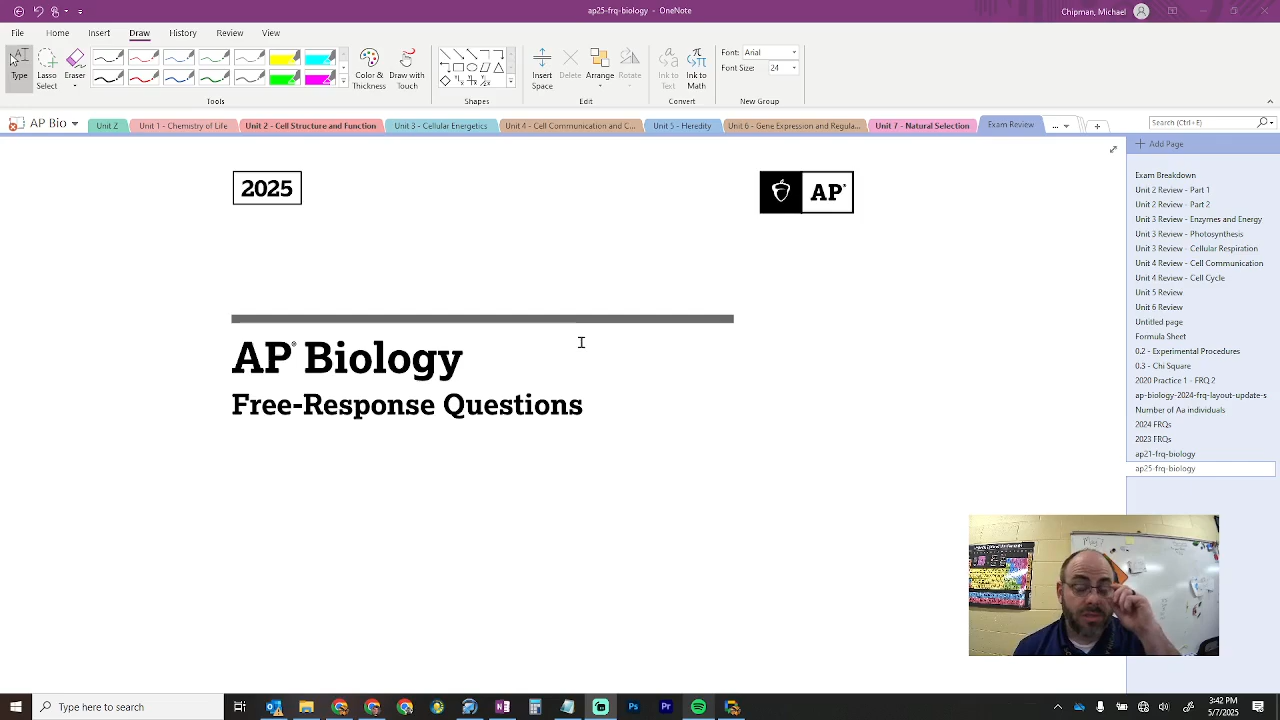 ap25-frq-biology - OneNote
Chipman, Michael
File Home Insert Draw History Review View
Type
Lasso Select
Eraser
Color & Thickness
Draw with Touch
Insert Space
Delete
Arrange
Rotate
Ink to Text
Ink to Math
Font: Arial
Font Size: 24
Tools
Shapes
Edit
Convert
New Group
AP Bio
Unit Z
Unit 1 - Chemistry of Life
Unit 2 - Cell Structure and Function
Unit 3 - Cellular Energetics
Unit 4 - Cell Communication and C...
Unit 5 - Heredity
Unit 6 - Gene Expression and Regula...
Unit 7 - Natural Selection
Exam Review
...
Search (Ctrl+E)
Add Page
2025
AP®
AP® Biology
Free-Response Questions
Exam Breakdown
Unit 2 Review - Part 1
Unit 2 Review - Part 2
Unit 3 Review - Enzymes and Energy
Unit 3 Review - Photosynthesis
Unit 3 Review - Cellular Respiration
Unit 4 Review - Cell Communication
Unit 4 Review - Cell Cycle
Unit 5 Review
Unit 6 Review
Untitled page
Formula Sheet
0.2 - Experimental Procedures
0.3 - Chi Square
2020 Practice 1 - FRQ 2
ap-biology-2024-frq-layout-update-s
Number of Aa individuals
2024 FRQs
2023 FRQs
ap21-frq-biology
ap25-frq-biology
May 7
Type here to search
3:42 PM
5/7/2025